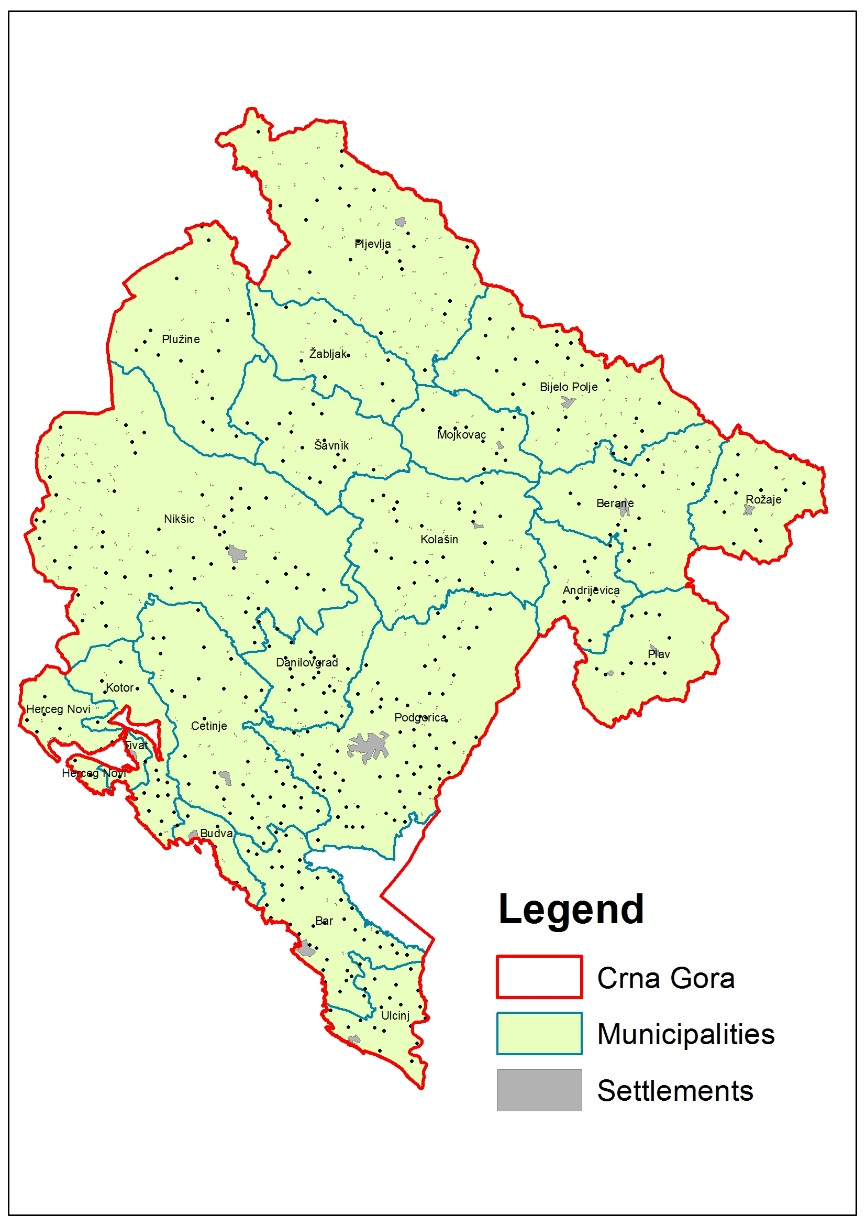 Pljevlja
Plužine
Žabljak
Bijelo Polje
Mojkovac
Šavnik
Rožaje
Berane
Nikšic
Kolašin
Andrijevica
Plav
Danilovgrad
Kotor
Herceg Novi
Podgorica
Cetinje
Tivat
Herceg Novi
Budva
Bar
Ulcinj
Legend
Crna Gora
Municipalities
Settlements